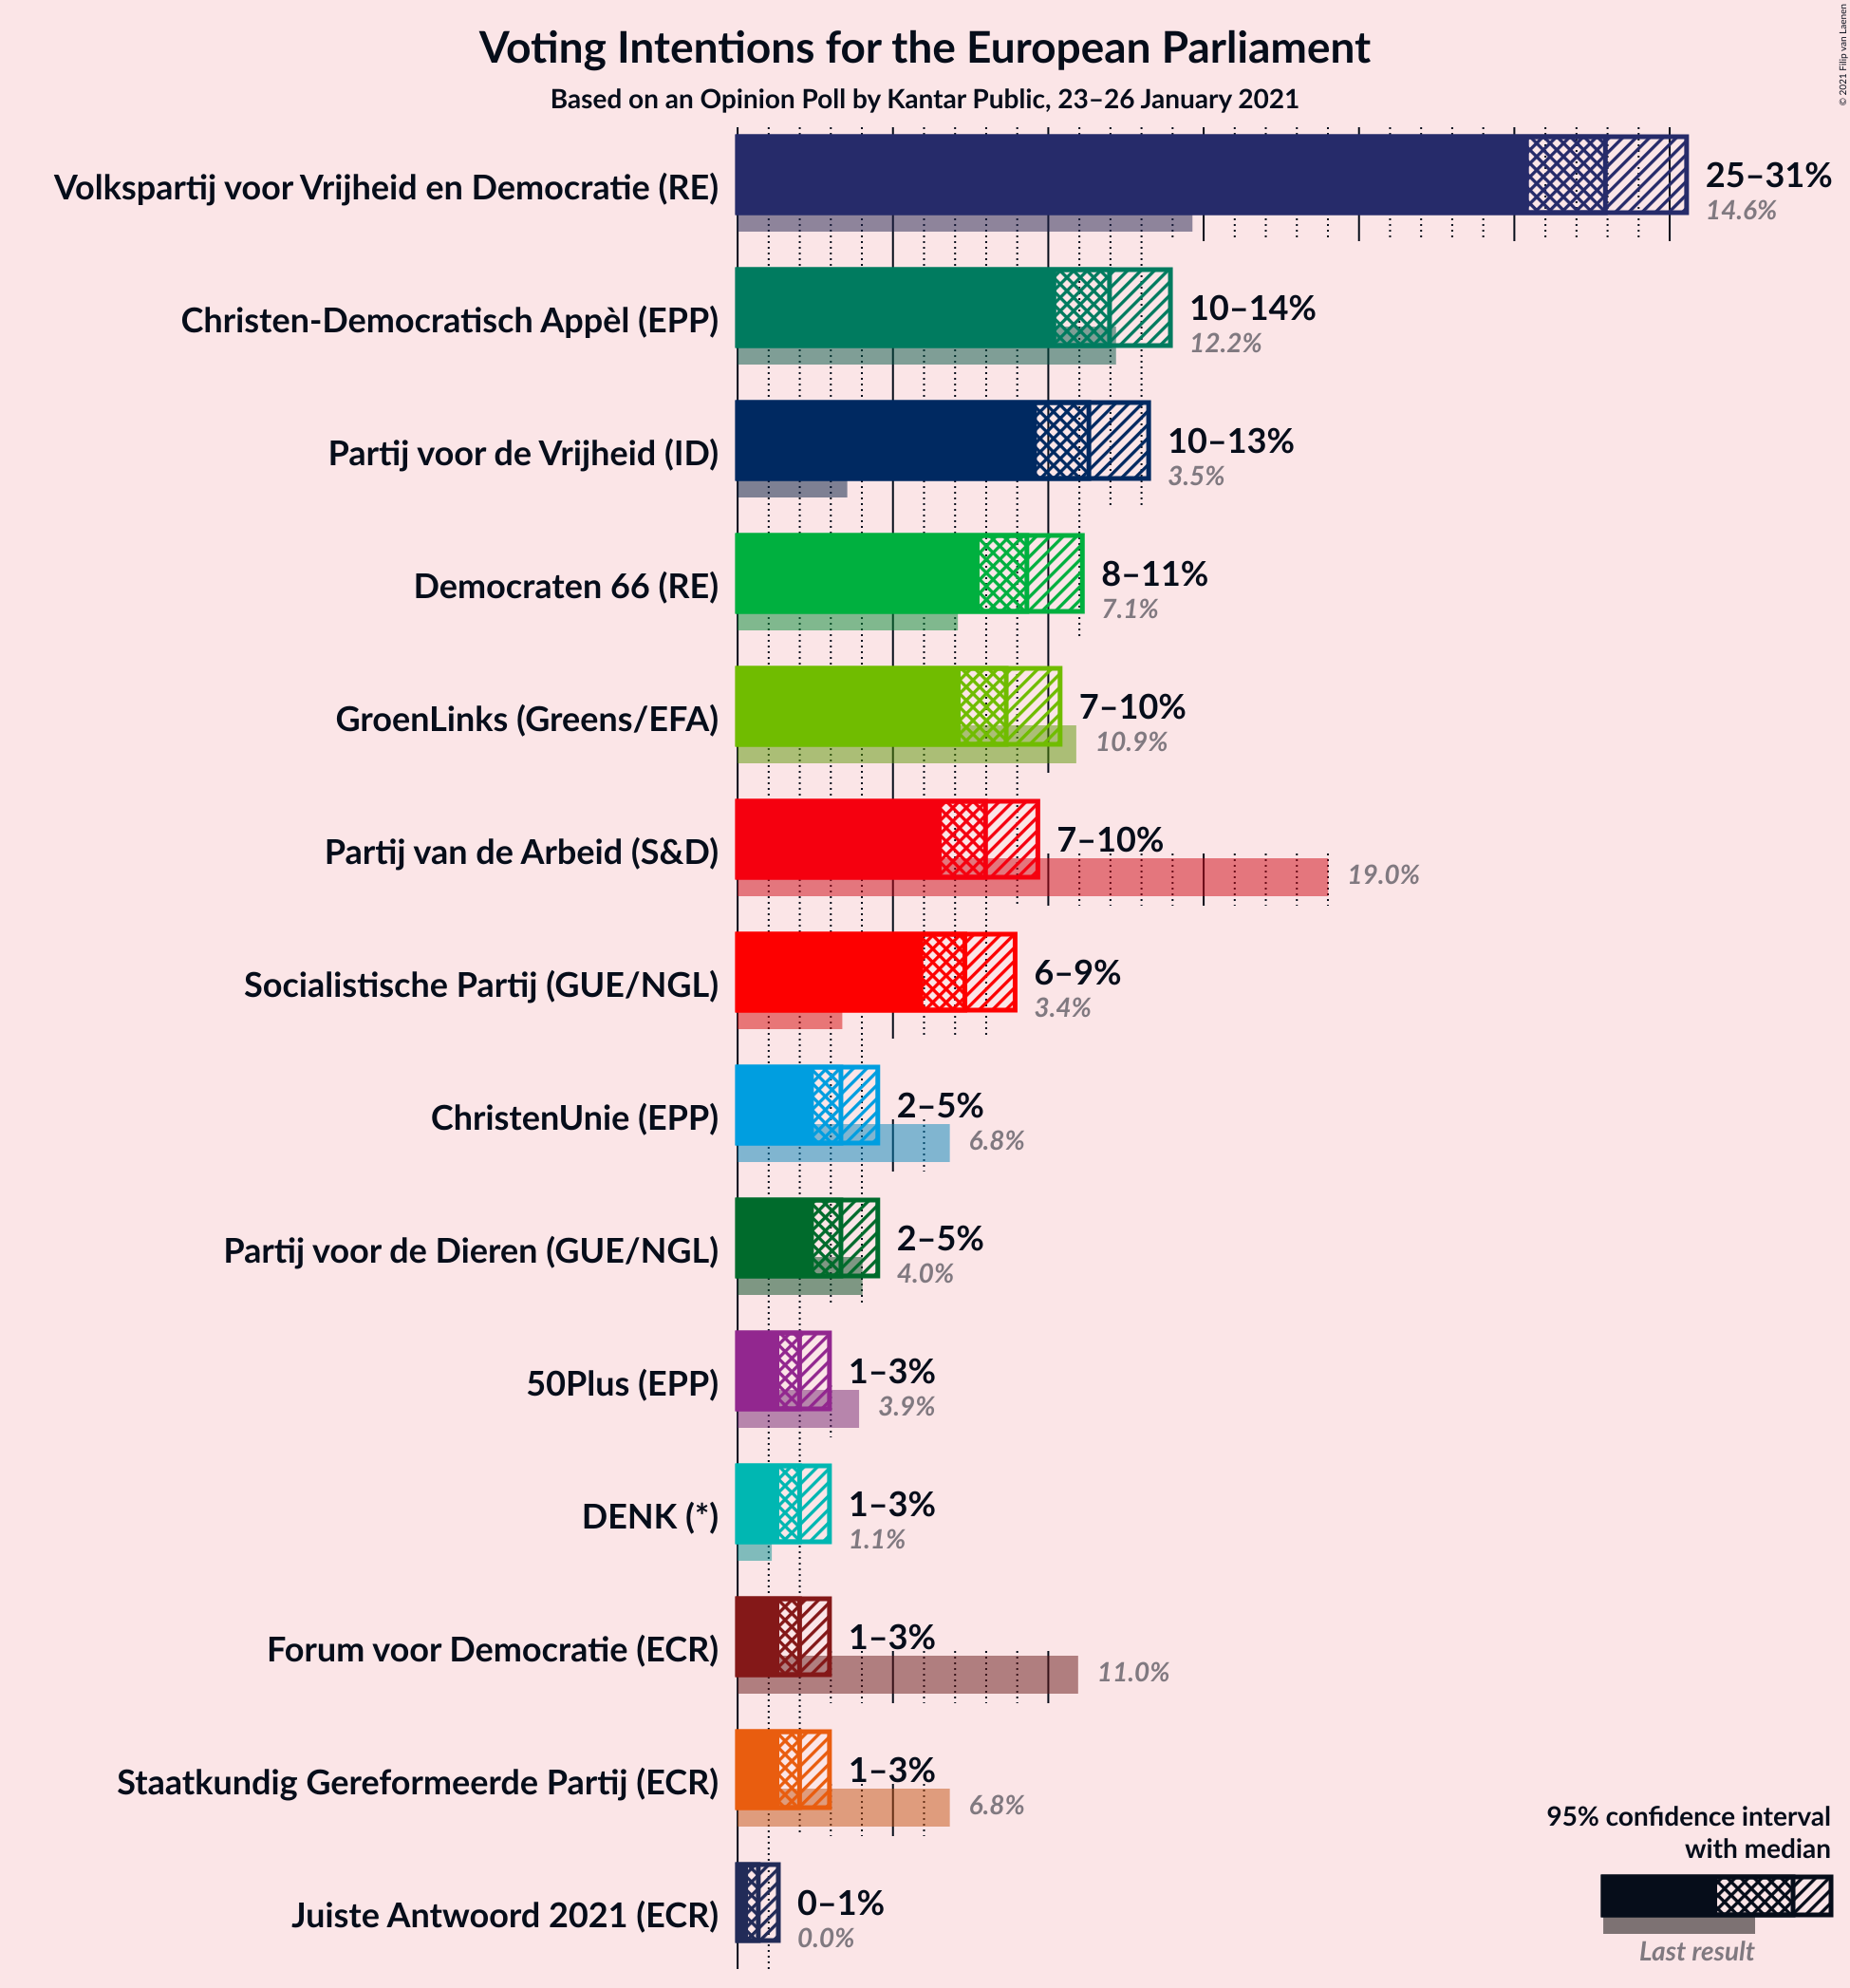 © 2021 Filip van Laenen
Voting Intentions for the European Parliament
Based on an Opinion Poll by Kantar Public, 23–26 January 2021
Volkspartij voor Vrijheid en Democratie (RE)
25–31%
14.6%
Christen-Democratisch Appèl (EPP)
10–14%
12.2%
Partij voor de Vrijheid (ID)
10–13%
3.5%
Democraten 66 (RE)
8–11%
7.1%
GroenLinks (Greens/EFA)
7–10%
10.9%
Partij van de Arbeid (S&D)
7–10%
19.0%
Socialistische Partij (GUE/NGL)
6–9%
3.4%
ChristenUnie (EPP)
2–5%
6.8%
Partij voor de Dieren (GUE/NGL)
2–5%
4.0%
50Plus (EPP)
1–3%
3.9%
DENK (*)
1–3%
1.1%
Forum voor Democratie (ECR)
1–3%
11.0%
Staatkundig Gereformeerde Partij (ECR)
1–3%
6.8%
Juiste Antwoord 2021 (ECR)
0–1%
0.0%
95% confidence interval
with median
Last result